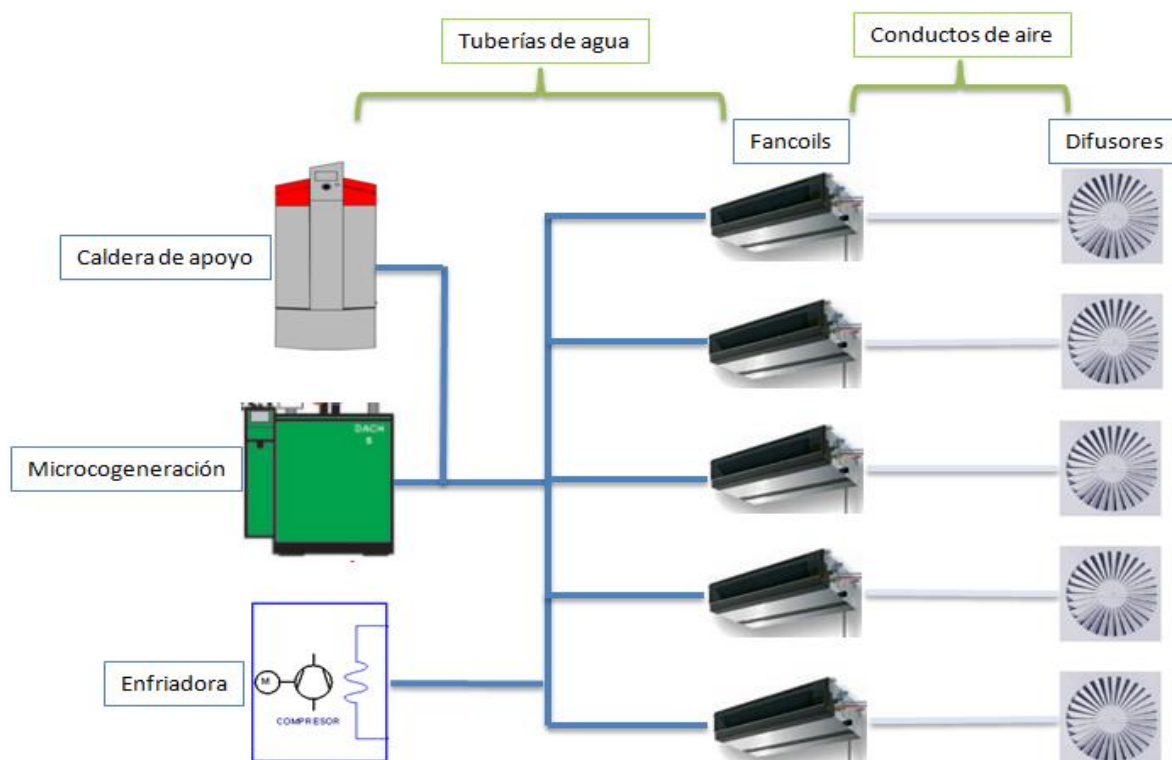 Tuberías de agua
Conductos de aire
Fancoils
Difusores
Caldera de apoyo
DACH
S
Microcogeneración
Enfriadora
M
COMPRESOR